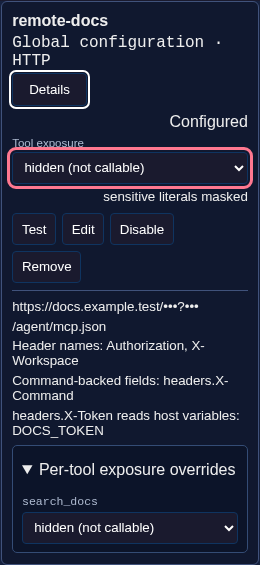 remote-docs
Global configuration ·
HTTP
Details
Configured
Tool exposure
hidden (not callable)
sensitive literals masked
Test
Edit
Disable
Remove
https://docs.example.test/•••?•••
/agent/mcp.json
Header names: Authorization, X-
Workspace
Command-backed fields: headers.X-
Command
headers.X-Token reads host variables:
DOCS_TOKEN
▼ Per-tool exposure overrides
search_docs
hidden (not callable)